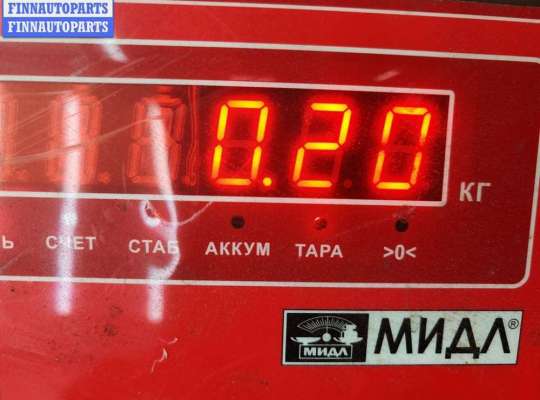 FINNAUTOPARTS
FINNAUTOPARTS
0.20
КГ
Ь СЧЕТ СТАБ АККУМ ТАРА >0<
МИДЛ МИДЛ®